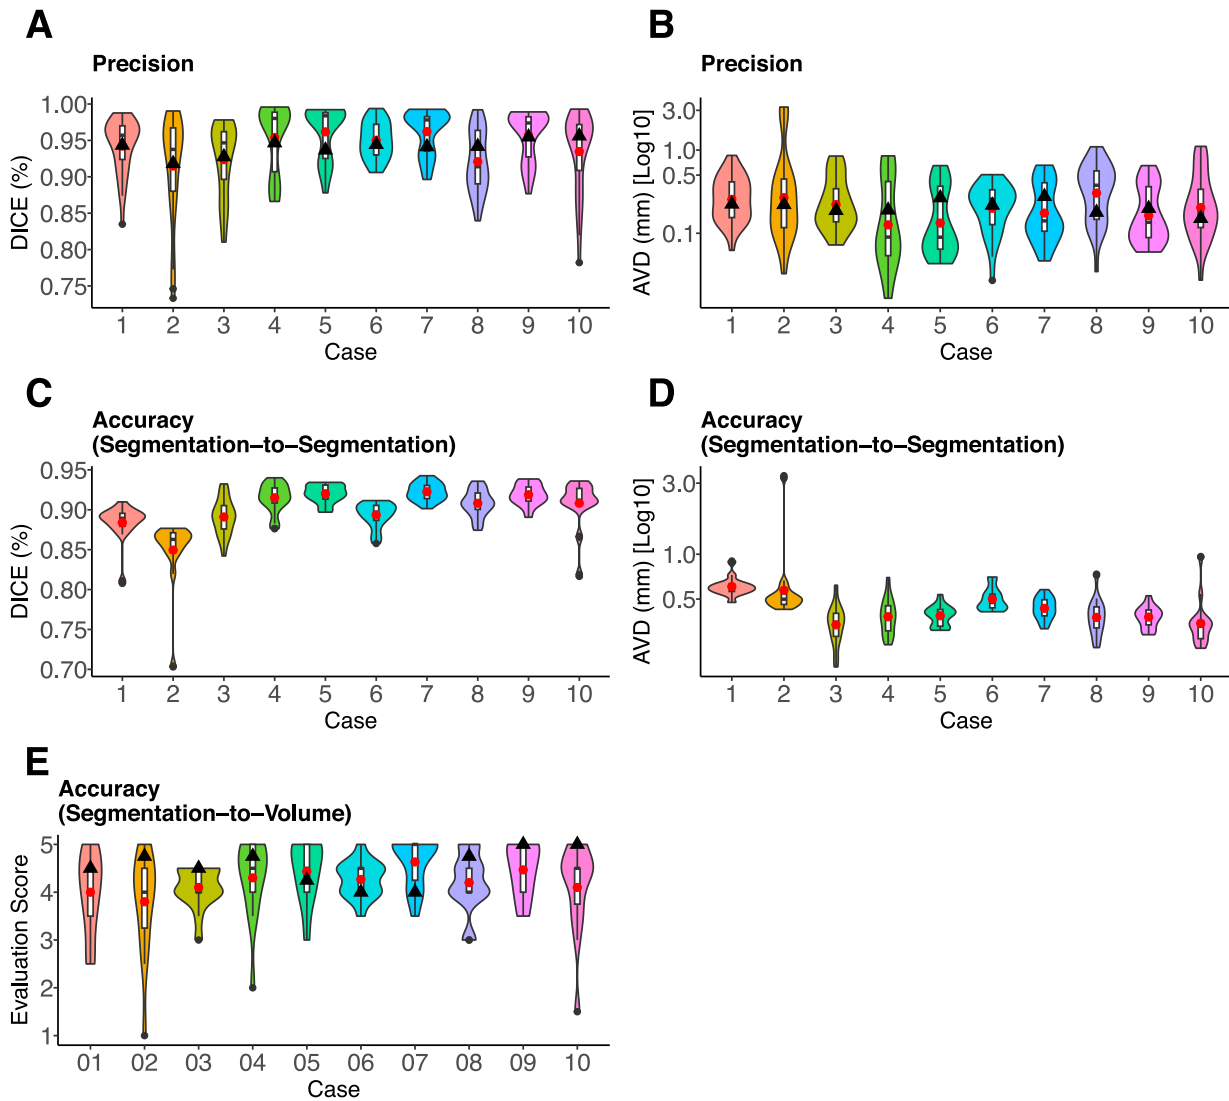 A
Precision
DICE (%)
1.00
0.95
0.90
0.85
0.80
0.75
1 2 3 4 5 6 7 8 9 10
Case
B
Precision
AVD (mm) [Log10]
3.0
1.0
0.5
0.1
1 2 3 4 5 6 7 8 9 10
Case
C
Accuracy
(Segmentation−to−Segmentation)
DICE (%)
0.95
0.90
0.85
0.80
0.75
0.70
1 2 3 4 5 6 7 8 9 10
Case
D
Accuracy
(Segmentation−to−Segmentation)
AVD (mm) [Log10]
3.0
1.0
0.5
1 2 3 4 5 6 7 8 9 10
Case
E
Accuracy
(Segmentation−to−Volume)
Evaluation Score
5
4
3
2
1
01 02 03 04 05 06 07 08 09 10
Case